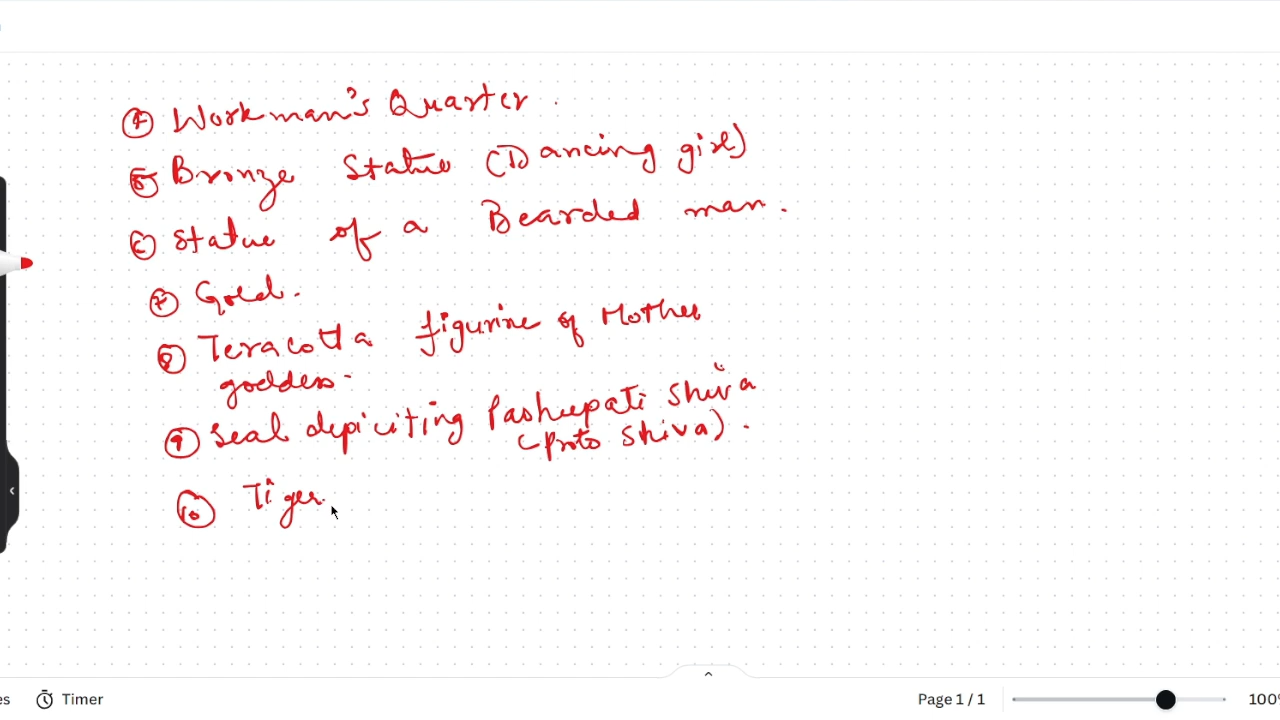 ④ Workman's Quarter.
⑤ Bronze Statue (Dancing girl)
⑥ Statue of a Bearded man.
⑦ Gold.
⑧ Teracotta figurine of Mother
goddess.
⑨ Seal depiciting Pashupati Shiva
(Proto Shiva).
⑩ Tiger.
Timer
Page 1 / 1